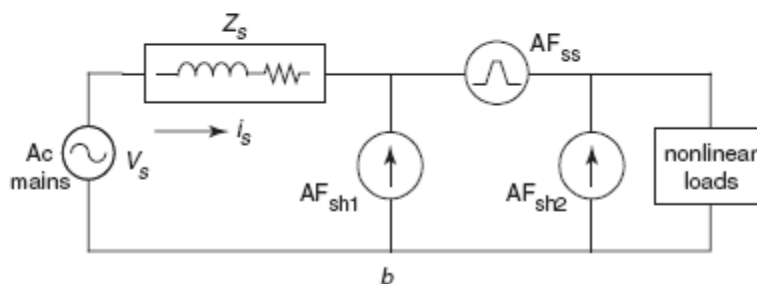 Z_s
AF_ss
i_s
Ac
mains
V_s
AF_sh1
AF_sh2
nonlinear
loads
b